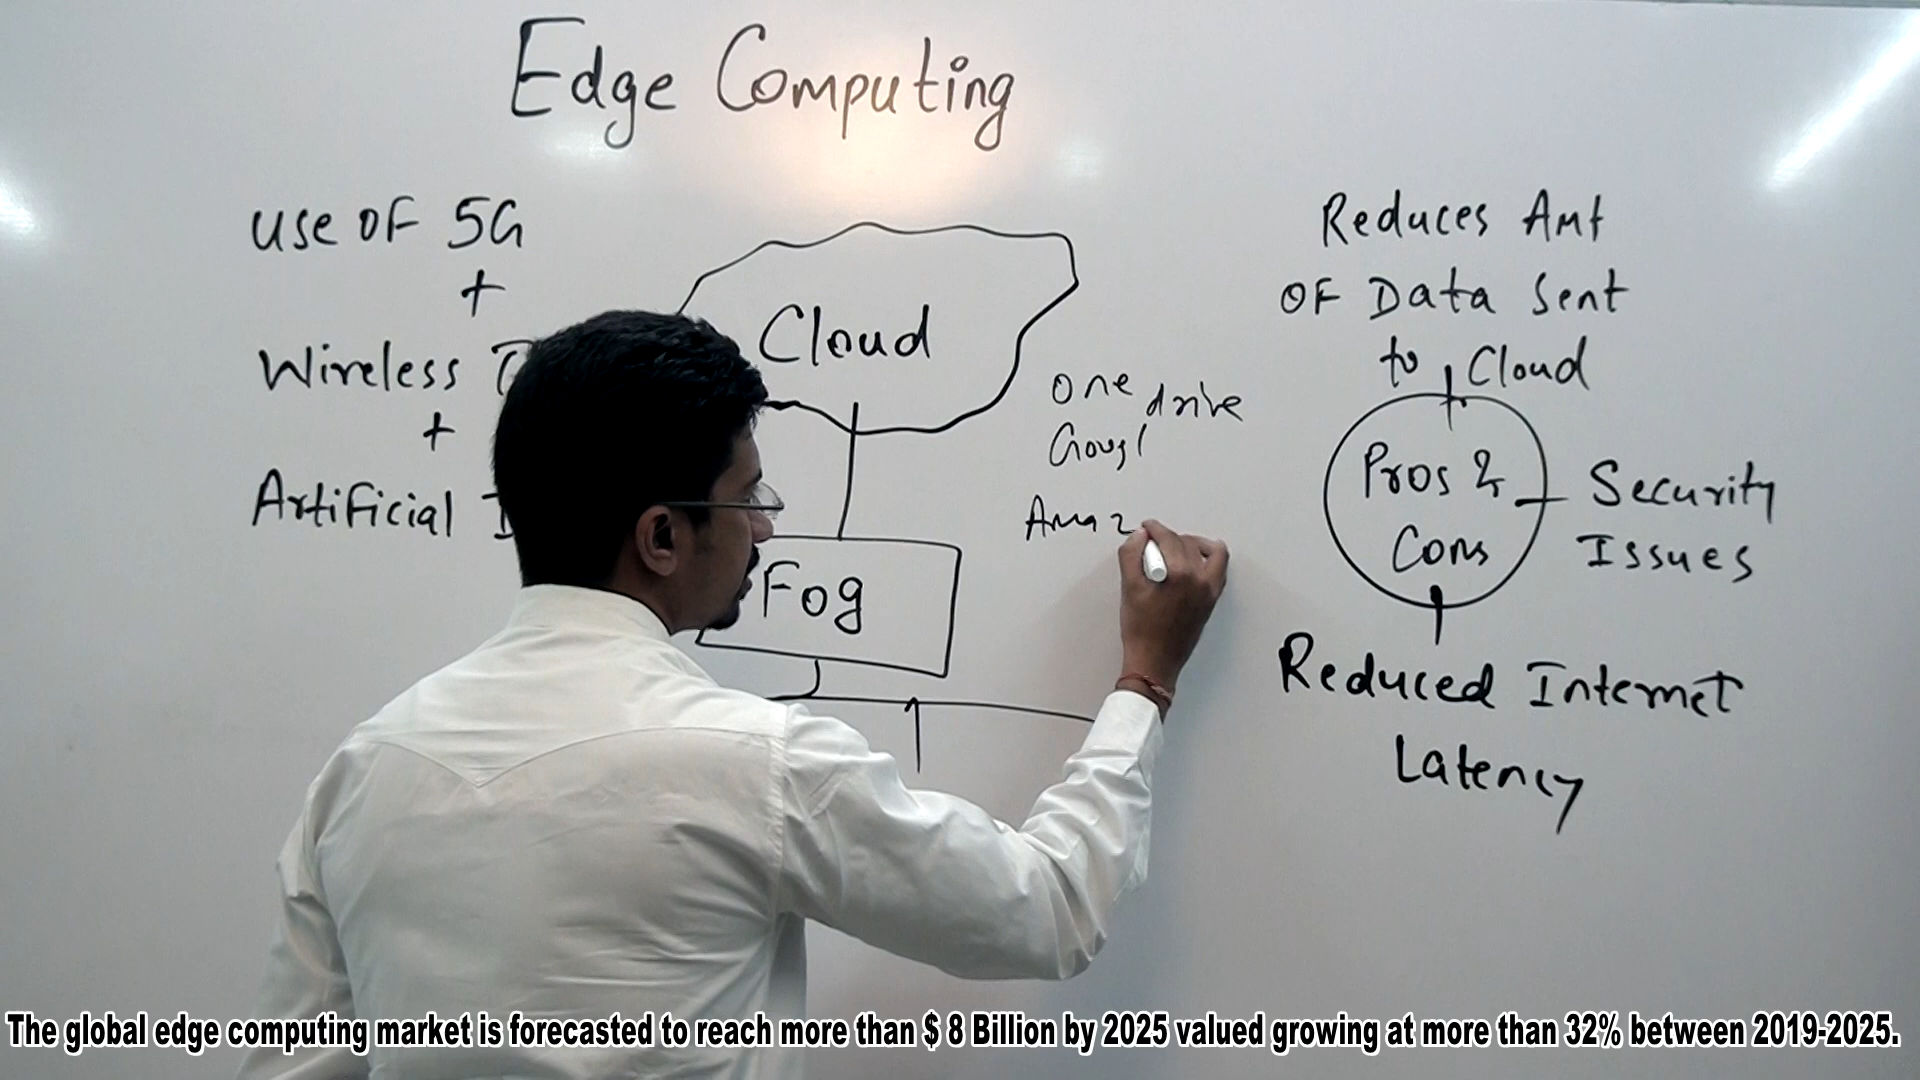 Edge Computing
use of 5G
+
Wireless
+
Artificial I
Cloud
Fog
One drive
Googl
Amaz
Reduces Amt
Of Data Sent
to Cloud
Pros &
Cons
Security
Issues
Reduced Internet
Latency
The global edge computing market is forecasted to reach more than $ 8 Billion by 2025 valued growing at more than 32% between 2019-2025.